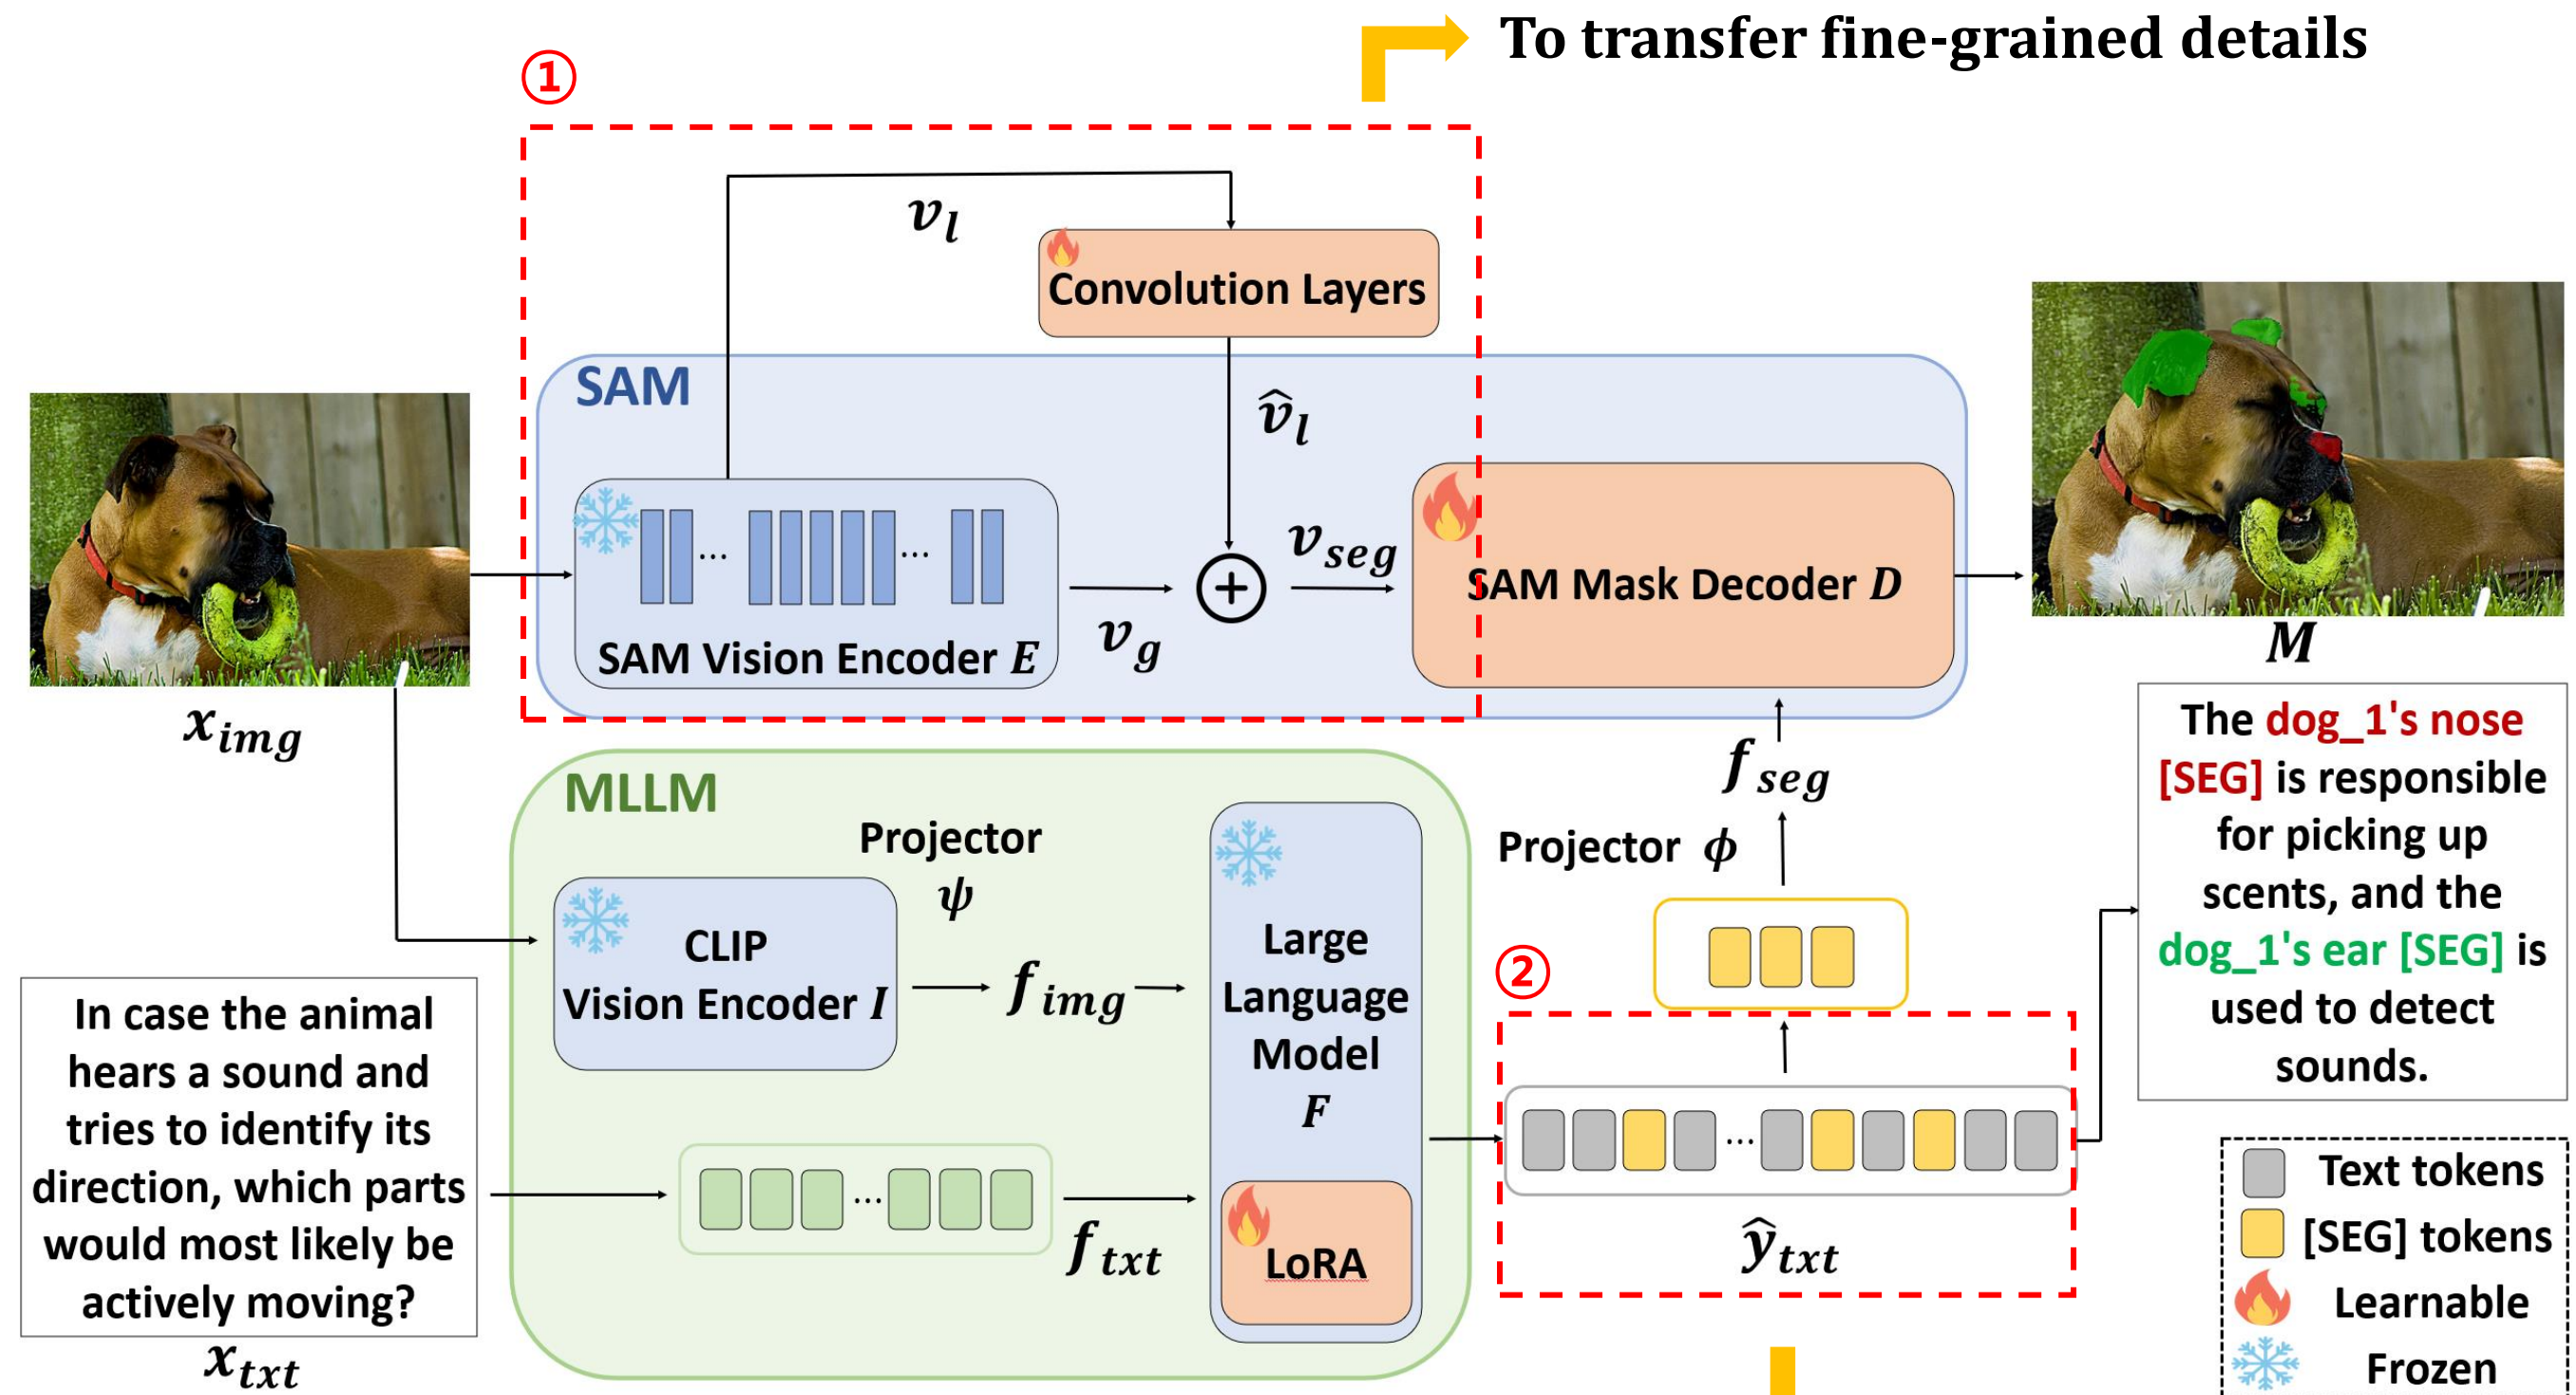 To transfer fine-grained details
①
v_l
Convolution Layers
SAM
v̂_l
v_seg
SAM Mask Decoder D
SAM Vision Encoder E
v_g
M
x_img
The dog_1's nose
[SEG] is responsible
for picking up
scents, and the
dog_1's ear [SEG] is
used to detect
sounds.
f_seg
MLLM
Projector
ψ
Projector ϕ
CLIP
Vision Encoder I
f_img
Large
Language
Model
F
②
In case the animal
hears a sound and
tries to identify its
direction, which parts
would most likely be
actively moving?
x_txt
...
f_txt
LoRA
ŷ_txt
Text tokens
[SEG] tokens
Learnable
Frozen